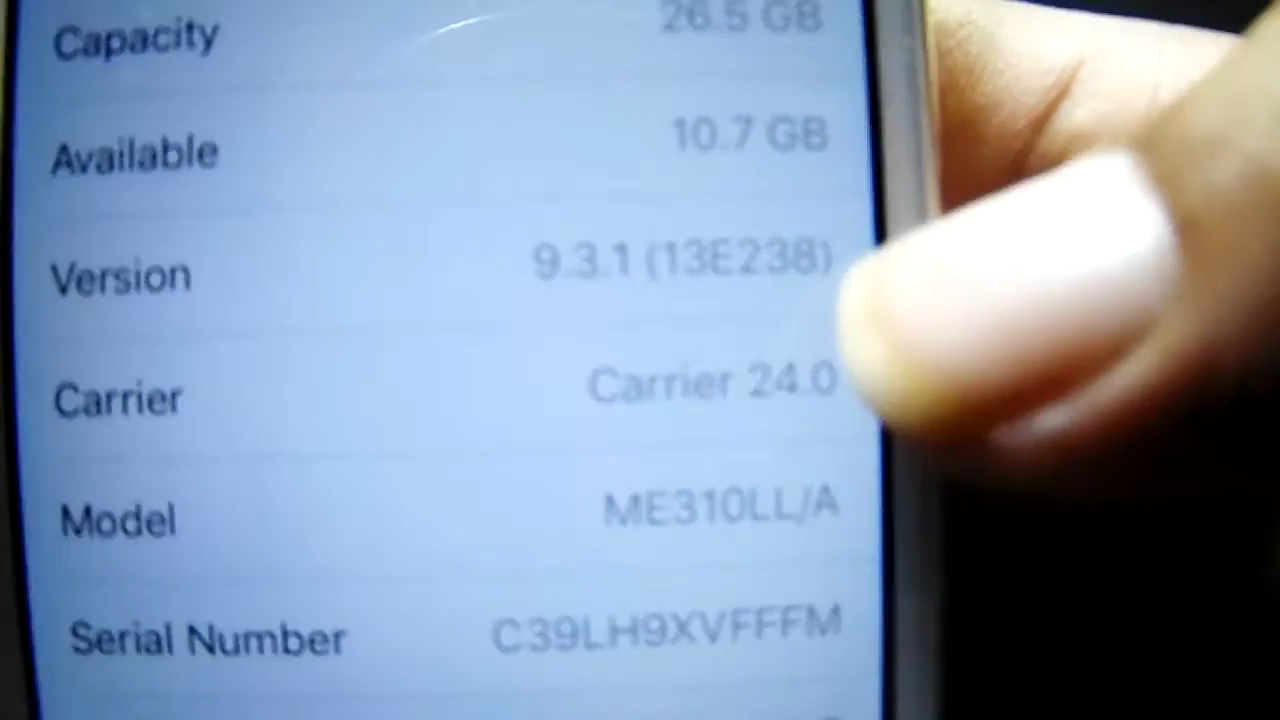 Capacity 26.5 GB
Available 10.7 GB
Version 9.3.1 (13E238)
Carrier Carrier 24.0
Model ME310LL/A
Serial Number C39LH9XVFFFM